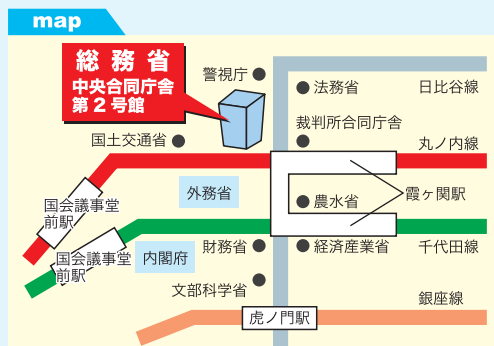 map
総務省
中央合同庁舎
第2号館
警視庁
法務省
日比谷線
裁判所合同庁舎
国土交通省
丸ノ内線
外務省
霞ヶ関駅
農水省
国会議事堂
前駅
国会議事堂
前駅
内閣府
財務省
経済産業省
千代田線
文部科学省
銀座線
虎ノ門駅